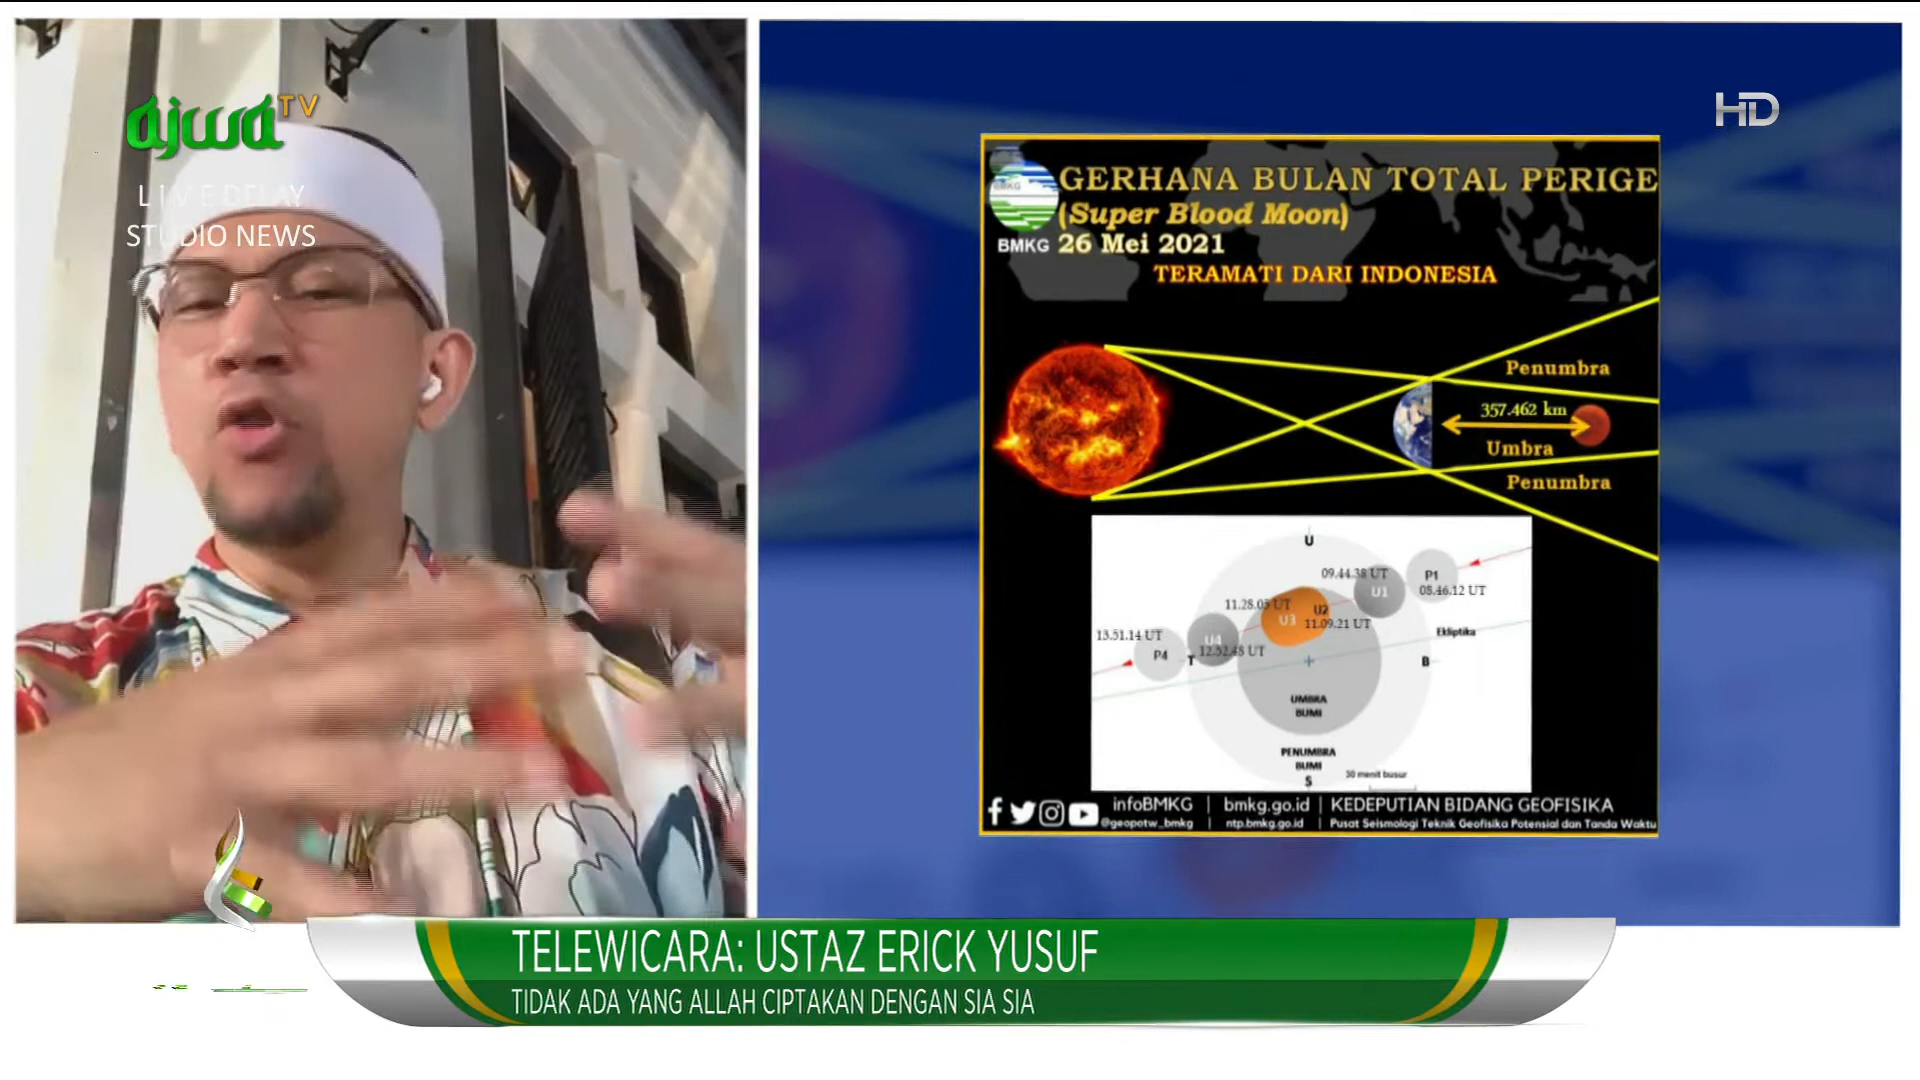 ajwa TV
LIVE DELAY
STUDIO NEWS
HD
BMKG
GERHANA BULAN TOTAL PERIGE
(Super Blood Moon)
BMKG 26 Mei 2021
TERAMATI DARI INDONESIA
Penumbra
357.462 km
Umbra
Penumbra
U
09.44.38 UT
P1
08.46.12 UT
U1
11.28.05 UT
U2
U3
11.09.21 UT
13.51.14 UT
U4
12.52.48 UT
Ekliptika
P4
T
B
UMBRA
BUMI
PENUMBRA
BUMI
S
30 menit busur
infoBMKG | bmkg.go.id | KEDEPUTIAN BIDANG GEOFISIKA
@geopotw_bmkg | ntp.bmkg.go.id | Pusat Seismologi Teknik Geofisika Potensial dan Tanda Waktu
TELEWICARA: USTAZ ERICK YUSUF
TIDAK ADA YANG ALLAH CIPTAKAN DENGAN SIA SIA